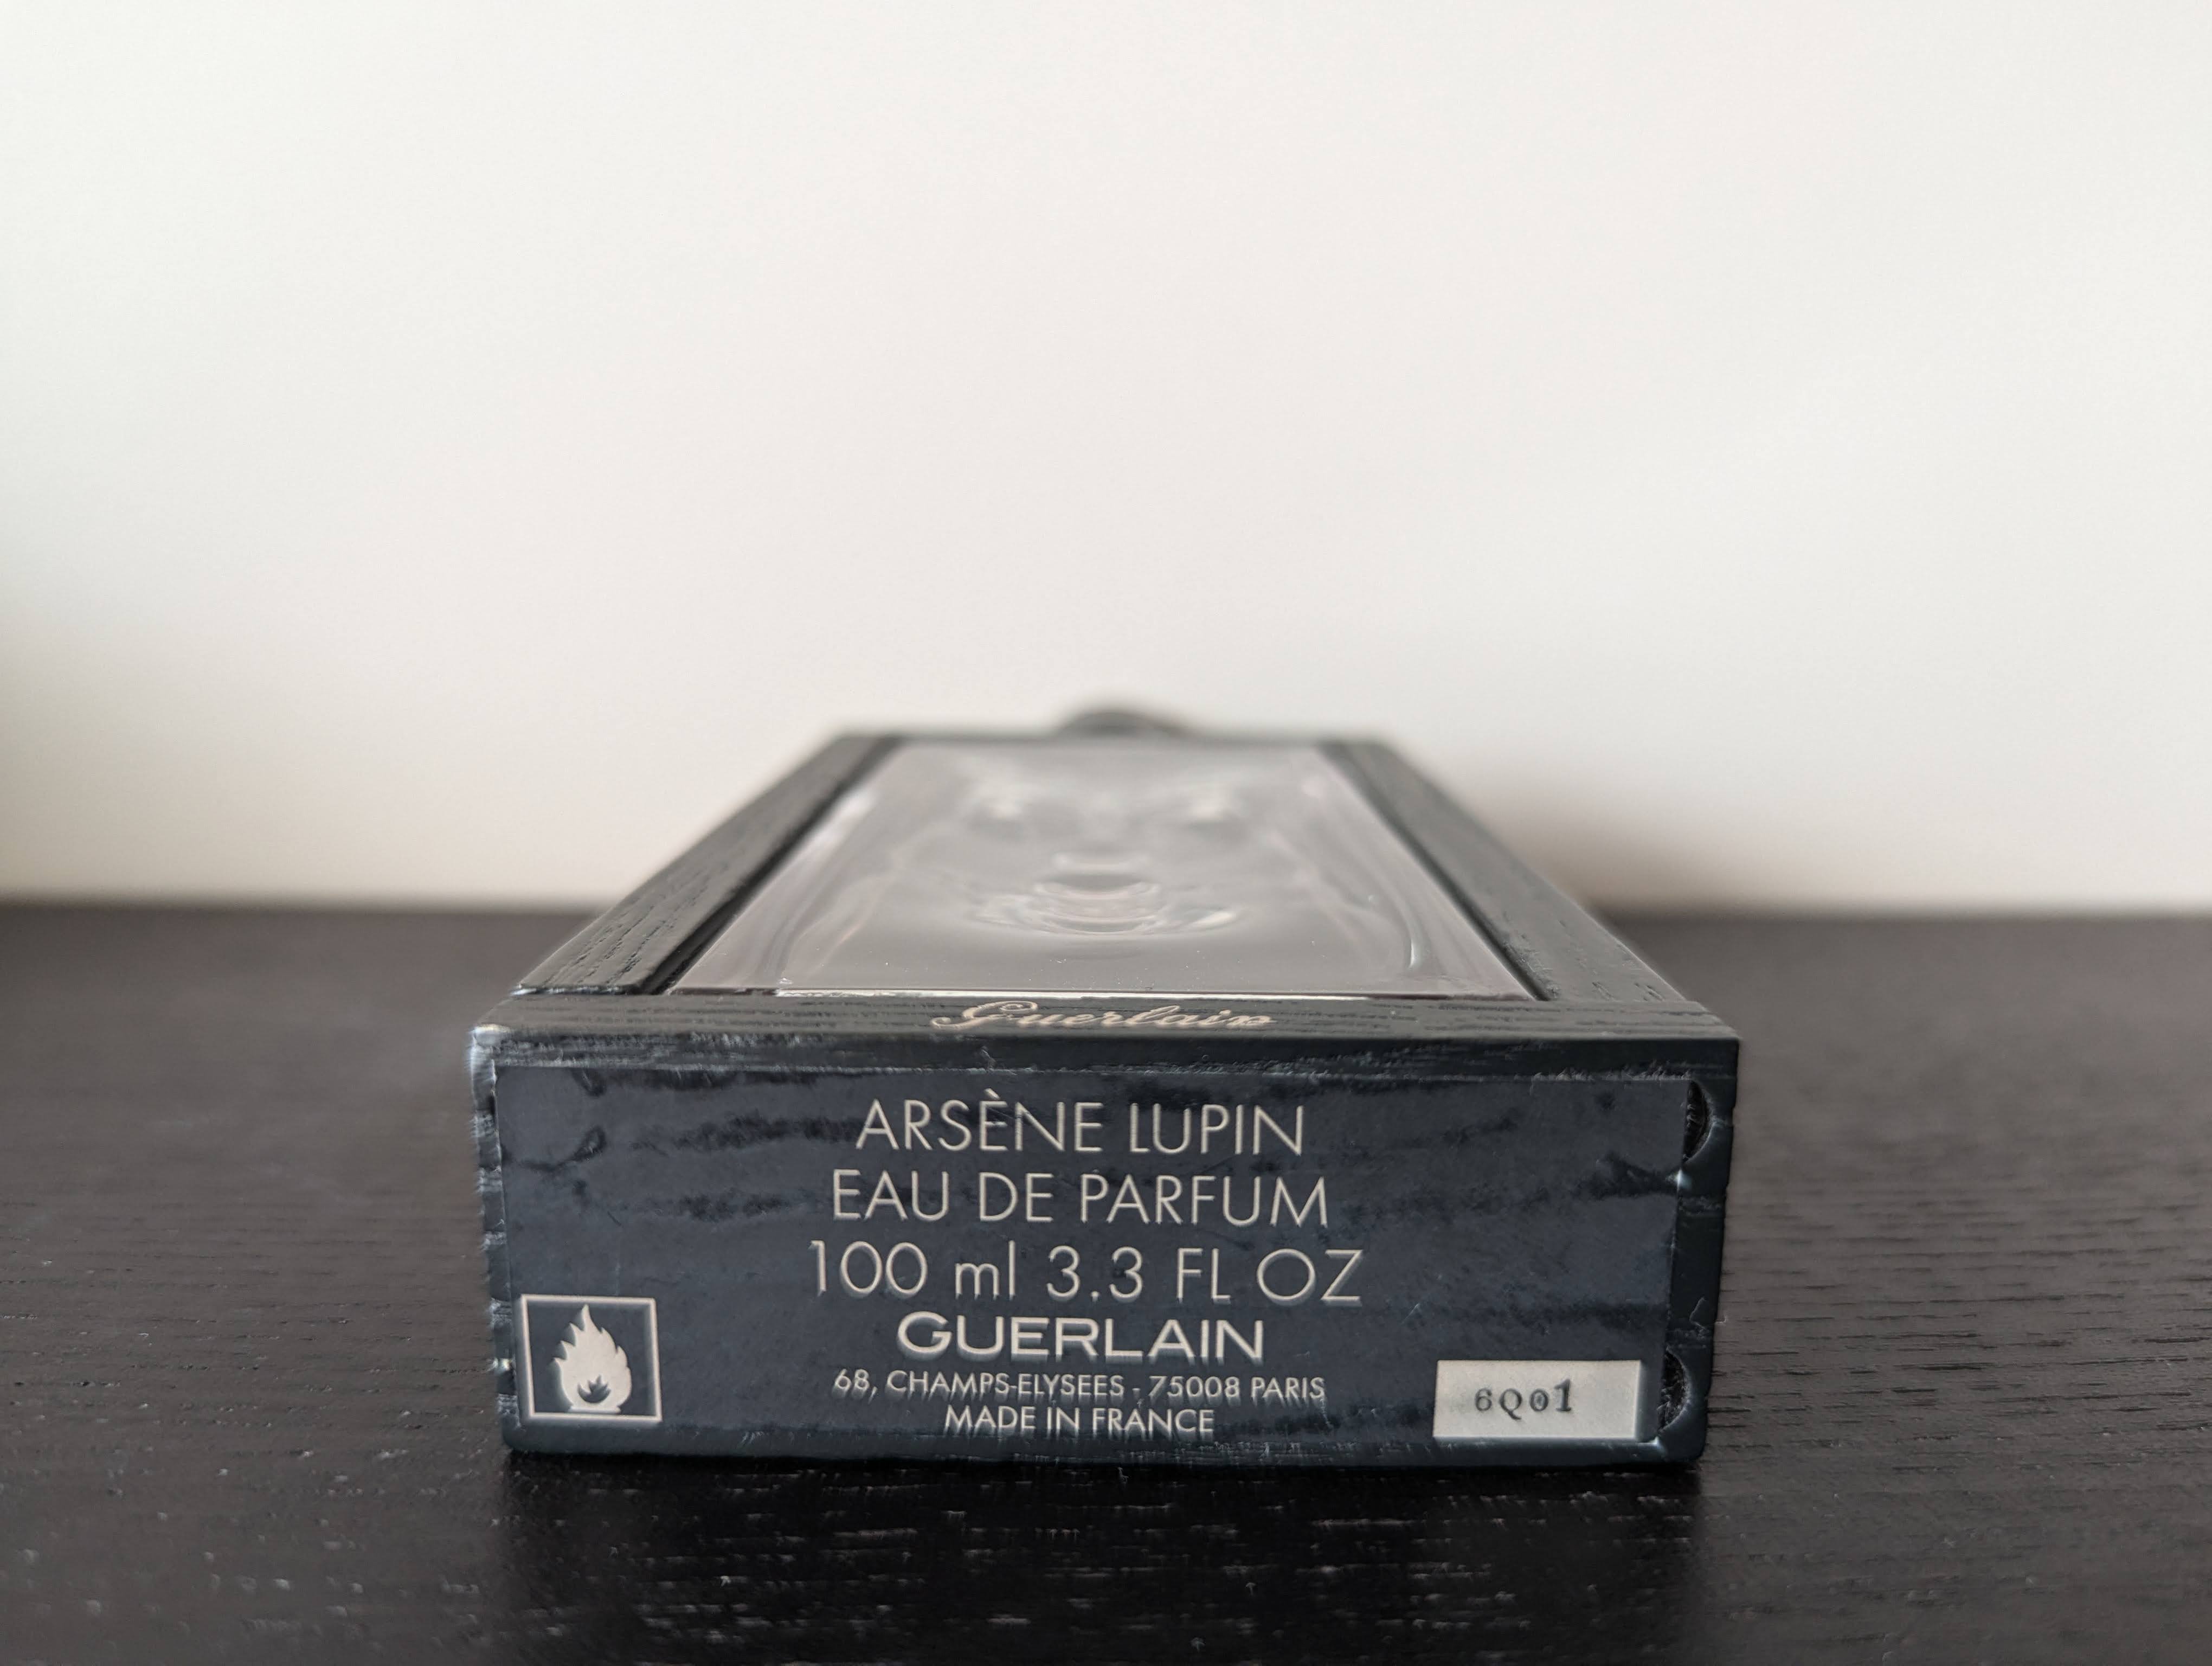 Guerlain
ARSÈNE LUPIN
EAU DE PARFUM
100 ml 3.3 FL OZ
GUERLAIN
68, CHAMPS-ELYSEES - 75008 PARIS
MADE IN FRANCE
6Q01